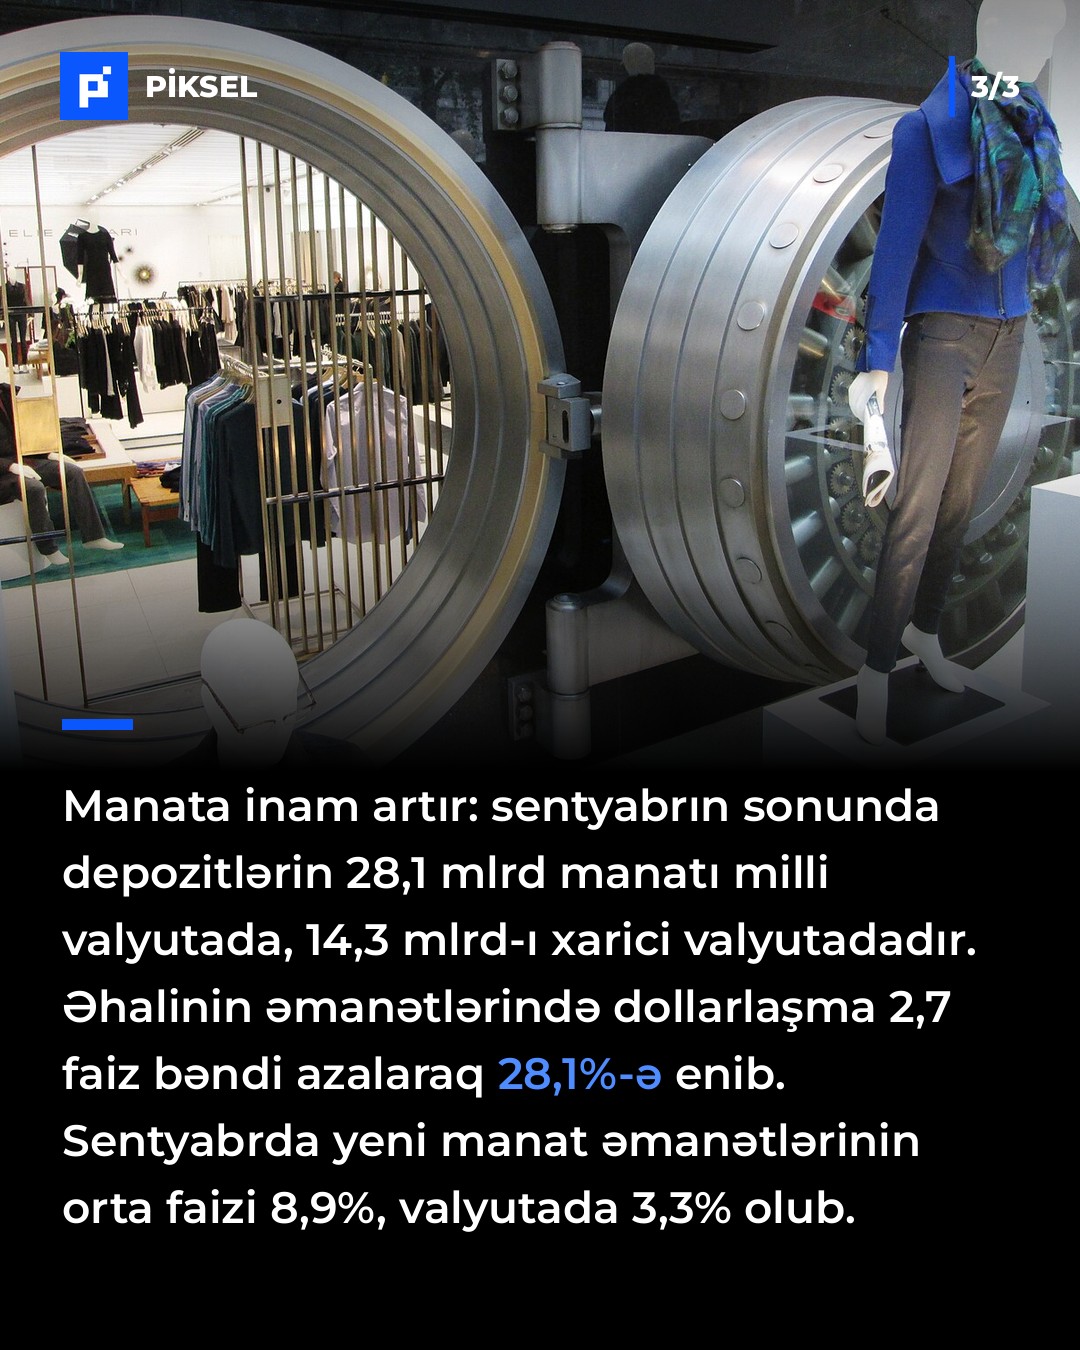 PİKSEL
3/3
Manata inam artır: sentyabrın sonunda
depozitlərin 28,1 mlrd manatı milli
valyutada, 14,3 mlrd-ı xarici valyutadadır.
Əhalinin əmanətlərində dollarlaşma 2,7
faiz bəndi azalaraq 28,1%-ə enib.
Sentyabrda yeni manat əmanətlərinin
orta faizi 8,9%, valyutada 3,3% olub.